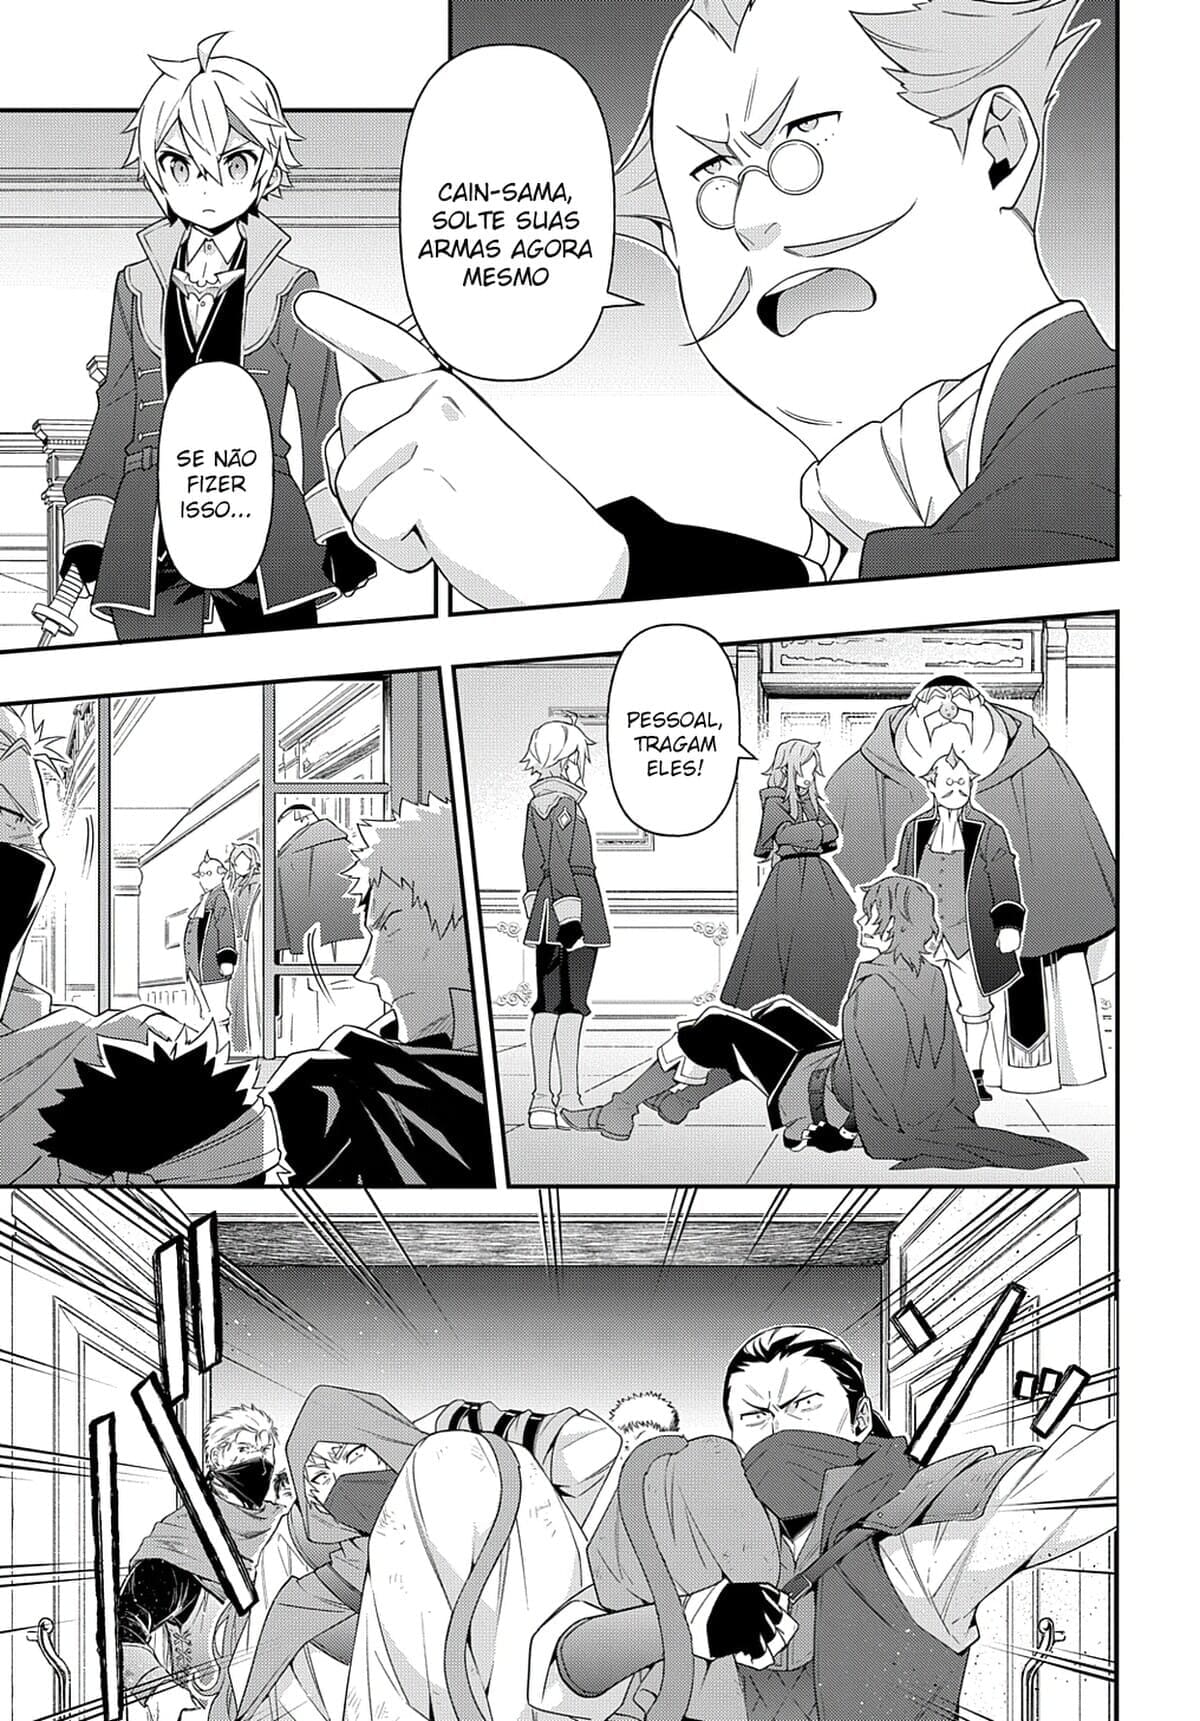 CAIN-SAMA,
SOLTE SUAS
ARMAS AGORA
MESMO
SE NÃO
FIZER
ISSO...
PESSOAL,
TRAGAM
ELES!